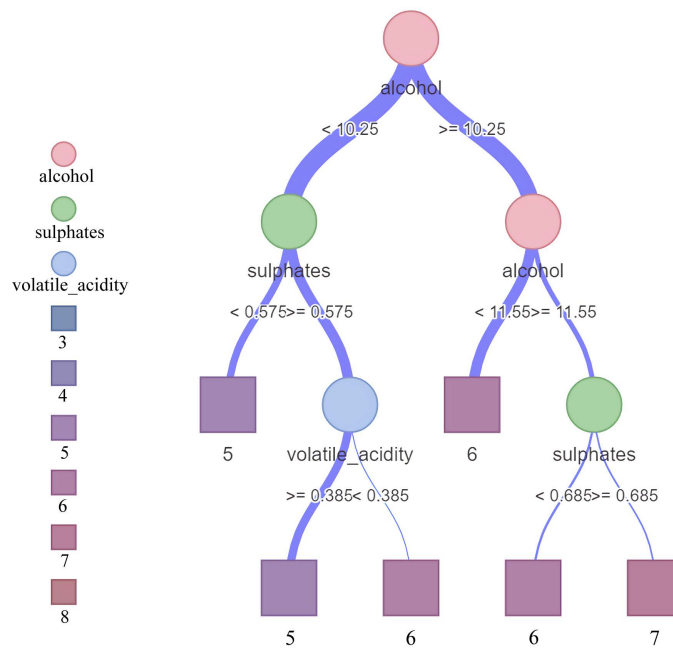 alcohol
sulphates
volatile_acidity
3
4
5
6
7
8
alcohol
< 10.25
>= 10.25
sulphates
alcohol
< 0.575
>= 0.575
< 11.55
>= 11.55
5
volatile_acidity
6
sulphates
>= 0.385
< 0.385
< 0.685
>= 0.685
5
6
6
7